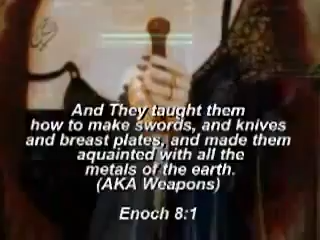 And They taught them
how to make swords, and knives
and breast plates, and made them
aquainted with all the
metals of the earth.
(AKA Weapons)
Enoch 8:1